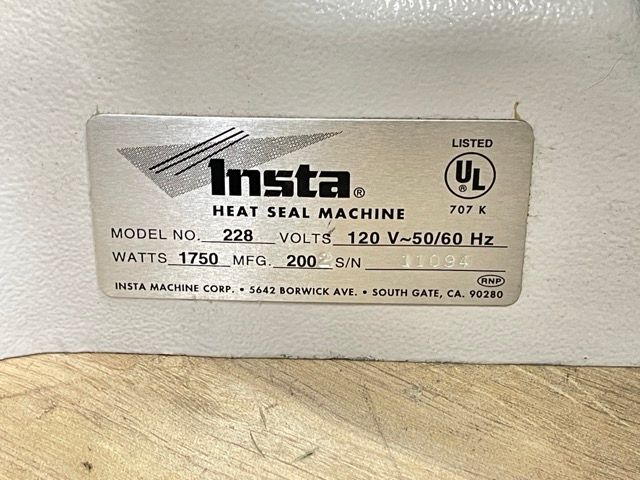 Insta®
HEAT SEAL MACHINE
LISTED
UL ®
707 K
MODEL NO. 228 VOLTS 120 V~50/60 Hz
WATTS 1750 MFG. 2002 S/N 11094
RNP
INSTA MACHINE CORP. • 5642 BORWICK AVE. • SOUTH GATE, CA. 90280